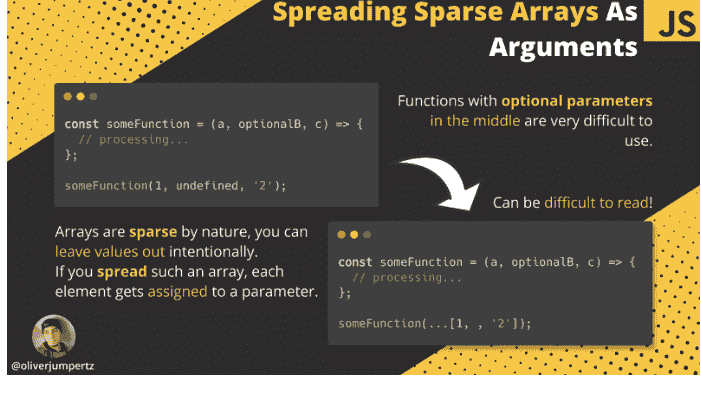 Spreading Sparse Arrays As
Arguments
JS
const someFunction = (a, optionalB, c) => {
  // processing...
};
someFunction(1, undefined, '2');
Functions with optional parameters
in the middle are very difficult to
use.
Can be difficult to read!
Arrays are sparse by nature, you can
leave values out intentionally.
If you spread such an array, each
element gets assigned to a parameter.
const someFunction = (a, optionalB, c) => {
  // processing...
};
someFunction(...[1, , '2']);
@oliverjumpertz